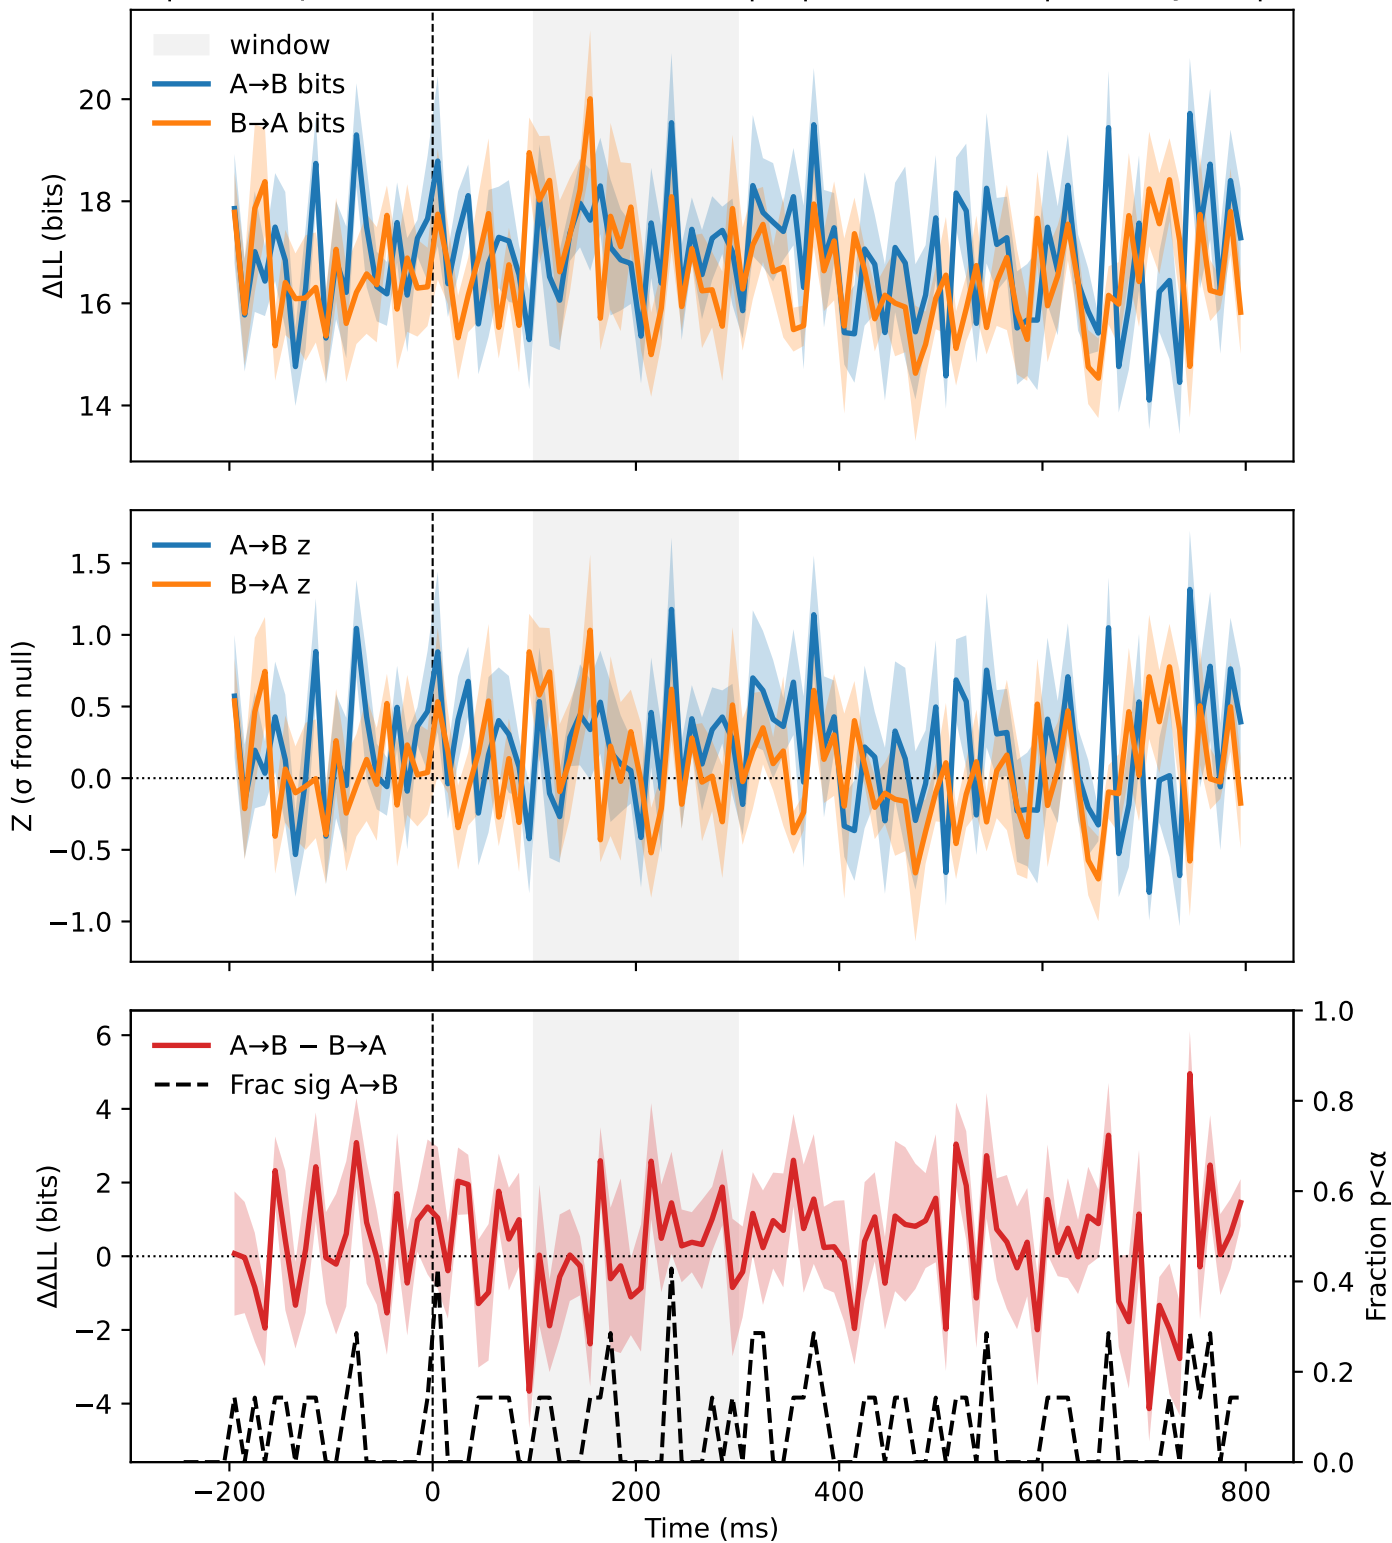 window
A→B bits
B→A bits
ΔLL (bits)
20
18
16
14
A→B z
B→A z
Z (σ from null)
1.5
1.0
0.5
0.0
−0.5
−1.0
A→B − B→A
Frac sig A→B
ΔΔLL (bits)
6
4
2
0
−2
−4
1.0
0.8
0.6
0.4
0.2
0.0
Fraction p<α
−200
0
200
400
600
800
Time (ms)